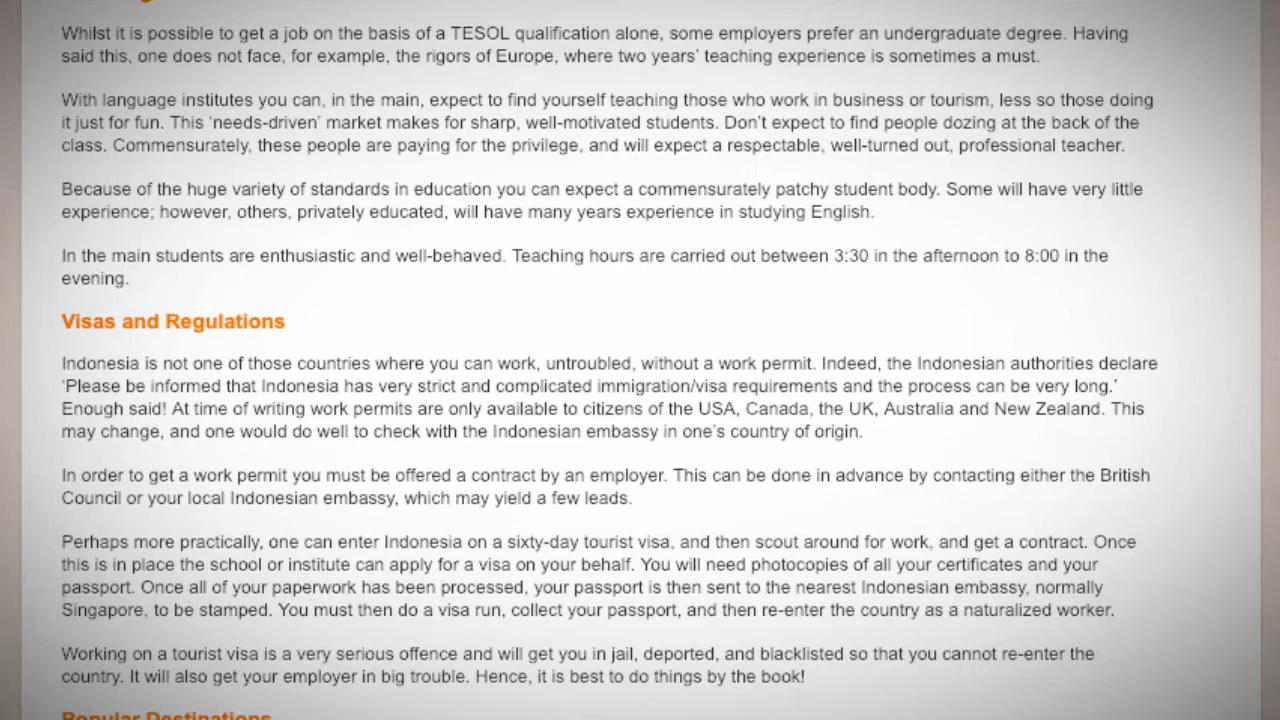 Whilst it is possible to get a job on the basis of a TESOL qualification alone, some employers prefer an undergraduate degree. Having
said this, one does not face, for example, the rigors of Europe, where two years’ teaching experience is sometimes a must.
With language institutes you can, in the main, expect to find yourself teaching those who work in business or tourism, less so those doing
it just for fun. This ‘needs-driven’ market makes for sharp, well-motivated students. Don’t expect to find people dozing at the back of the
class. Commensurately, these people are paying for the privilege, and will expect a respectable, well-turned out, professional teacher.
Because of the huge variety of standards in education you can expect a commensurately patchy student body. Some will have very little
experience; however, others, privately educated, will have many years experience in studying English.
In the main students are enthusiastic and well-behaved. Teaching hours are carried out between 3:30 in the afternoon to 8:00 in the
evening.
Visas and Regulations
Indonesia is not one of those countries where you can work, untroubled, without a work permit. Indeed, the Indonesian authorities declare
‘Please be informed that Indonesia has very strict and complicated immigration/visa requirements and the process can be very long.’
Enough said! At time of writing work permits are only available to citizens of the USA, Canada, the UK, Australia and New Zealand. This
may change, and one would do well to check with the Indonesian embassy in one’s country of origin.
In order to get a work permit you must be offered a contract by an employer. This can be done in advance by contacting either the British
Council or your local Indonesian embassy, which may yield a few leads.
Perhaps more practically, one can enter Indonesia on a sixty-day tourist visa, and then scout around for work, and get a contract. Once
this is in place the school or institute can apply for a visa on your behalf. You will need photocopies of all your certificates and your
passport. Once all of your paperwork has been processed, your passport is then sent to the nearest Indonesian embassy, normally
Singapore, to be stamped. You must then do a visa run, collect your passport, and then re-enter the country as a naturalized worker.
Working on a tourist visa is a very serious offence and will get you in jail, deported, and blacklisted so that you cannot re-enter the
country. It will also get your employer in big trouble. Hence, it is best to do things by the book!
Popular Destinations